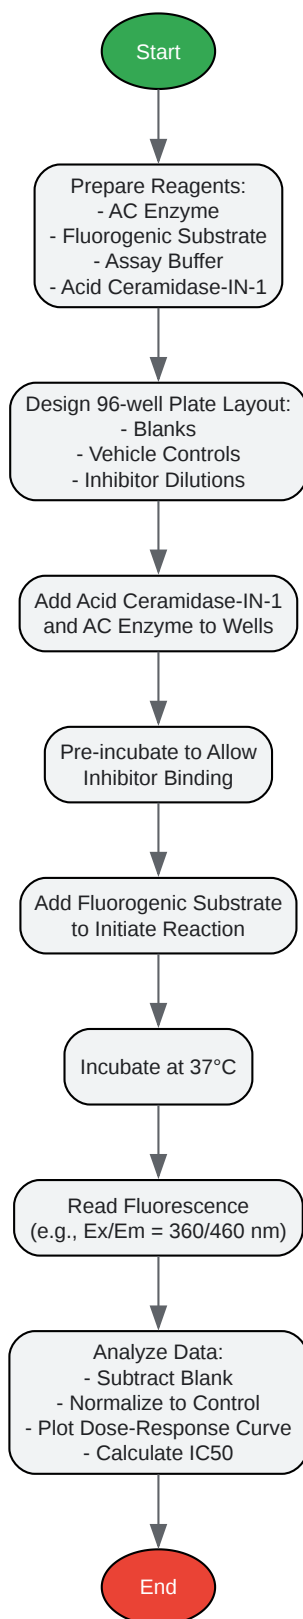 Start
Prepare Reagents:
- AC Enzyme
- Fluorogenic Substrate
- Assay Buffer
- Acid Ceramidase-IN-1
Design 96-well Plate Layout:
- Blanks
- Vehicle Controls
- Inhibitor Dilutions
Add Acid Ceramidase-IN-1
and AC Enzyme to Wells
Pre-incubate to Allow
Inhibitor Binding
Add Fluorogenic Substrate
to Initiate Reaction
Incubate at 37°C
Read Fluorescence
(e.g., Ex/Em = 360/460 nm)
Analyze Data:
- Subtract Blank
- Normalize to Control
- Plot Dose-Response Curve
- Calculate IC50
End